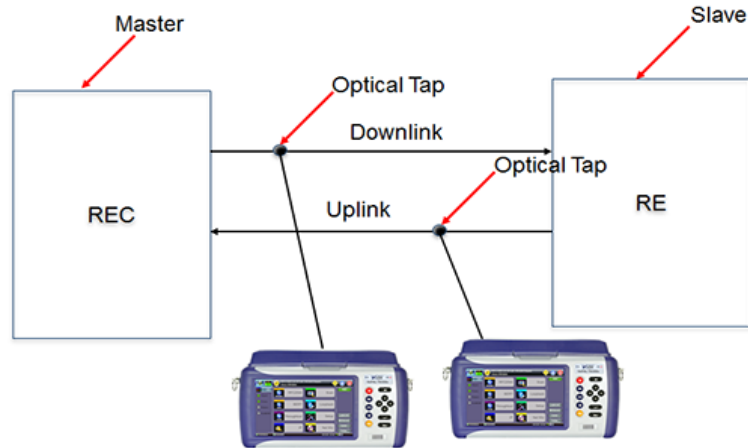 Master
Slave
Optical Tap
Downlink
Optical Tap
REC
Uplink
RE